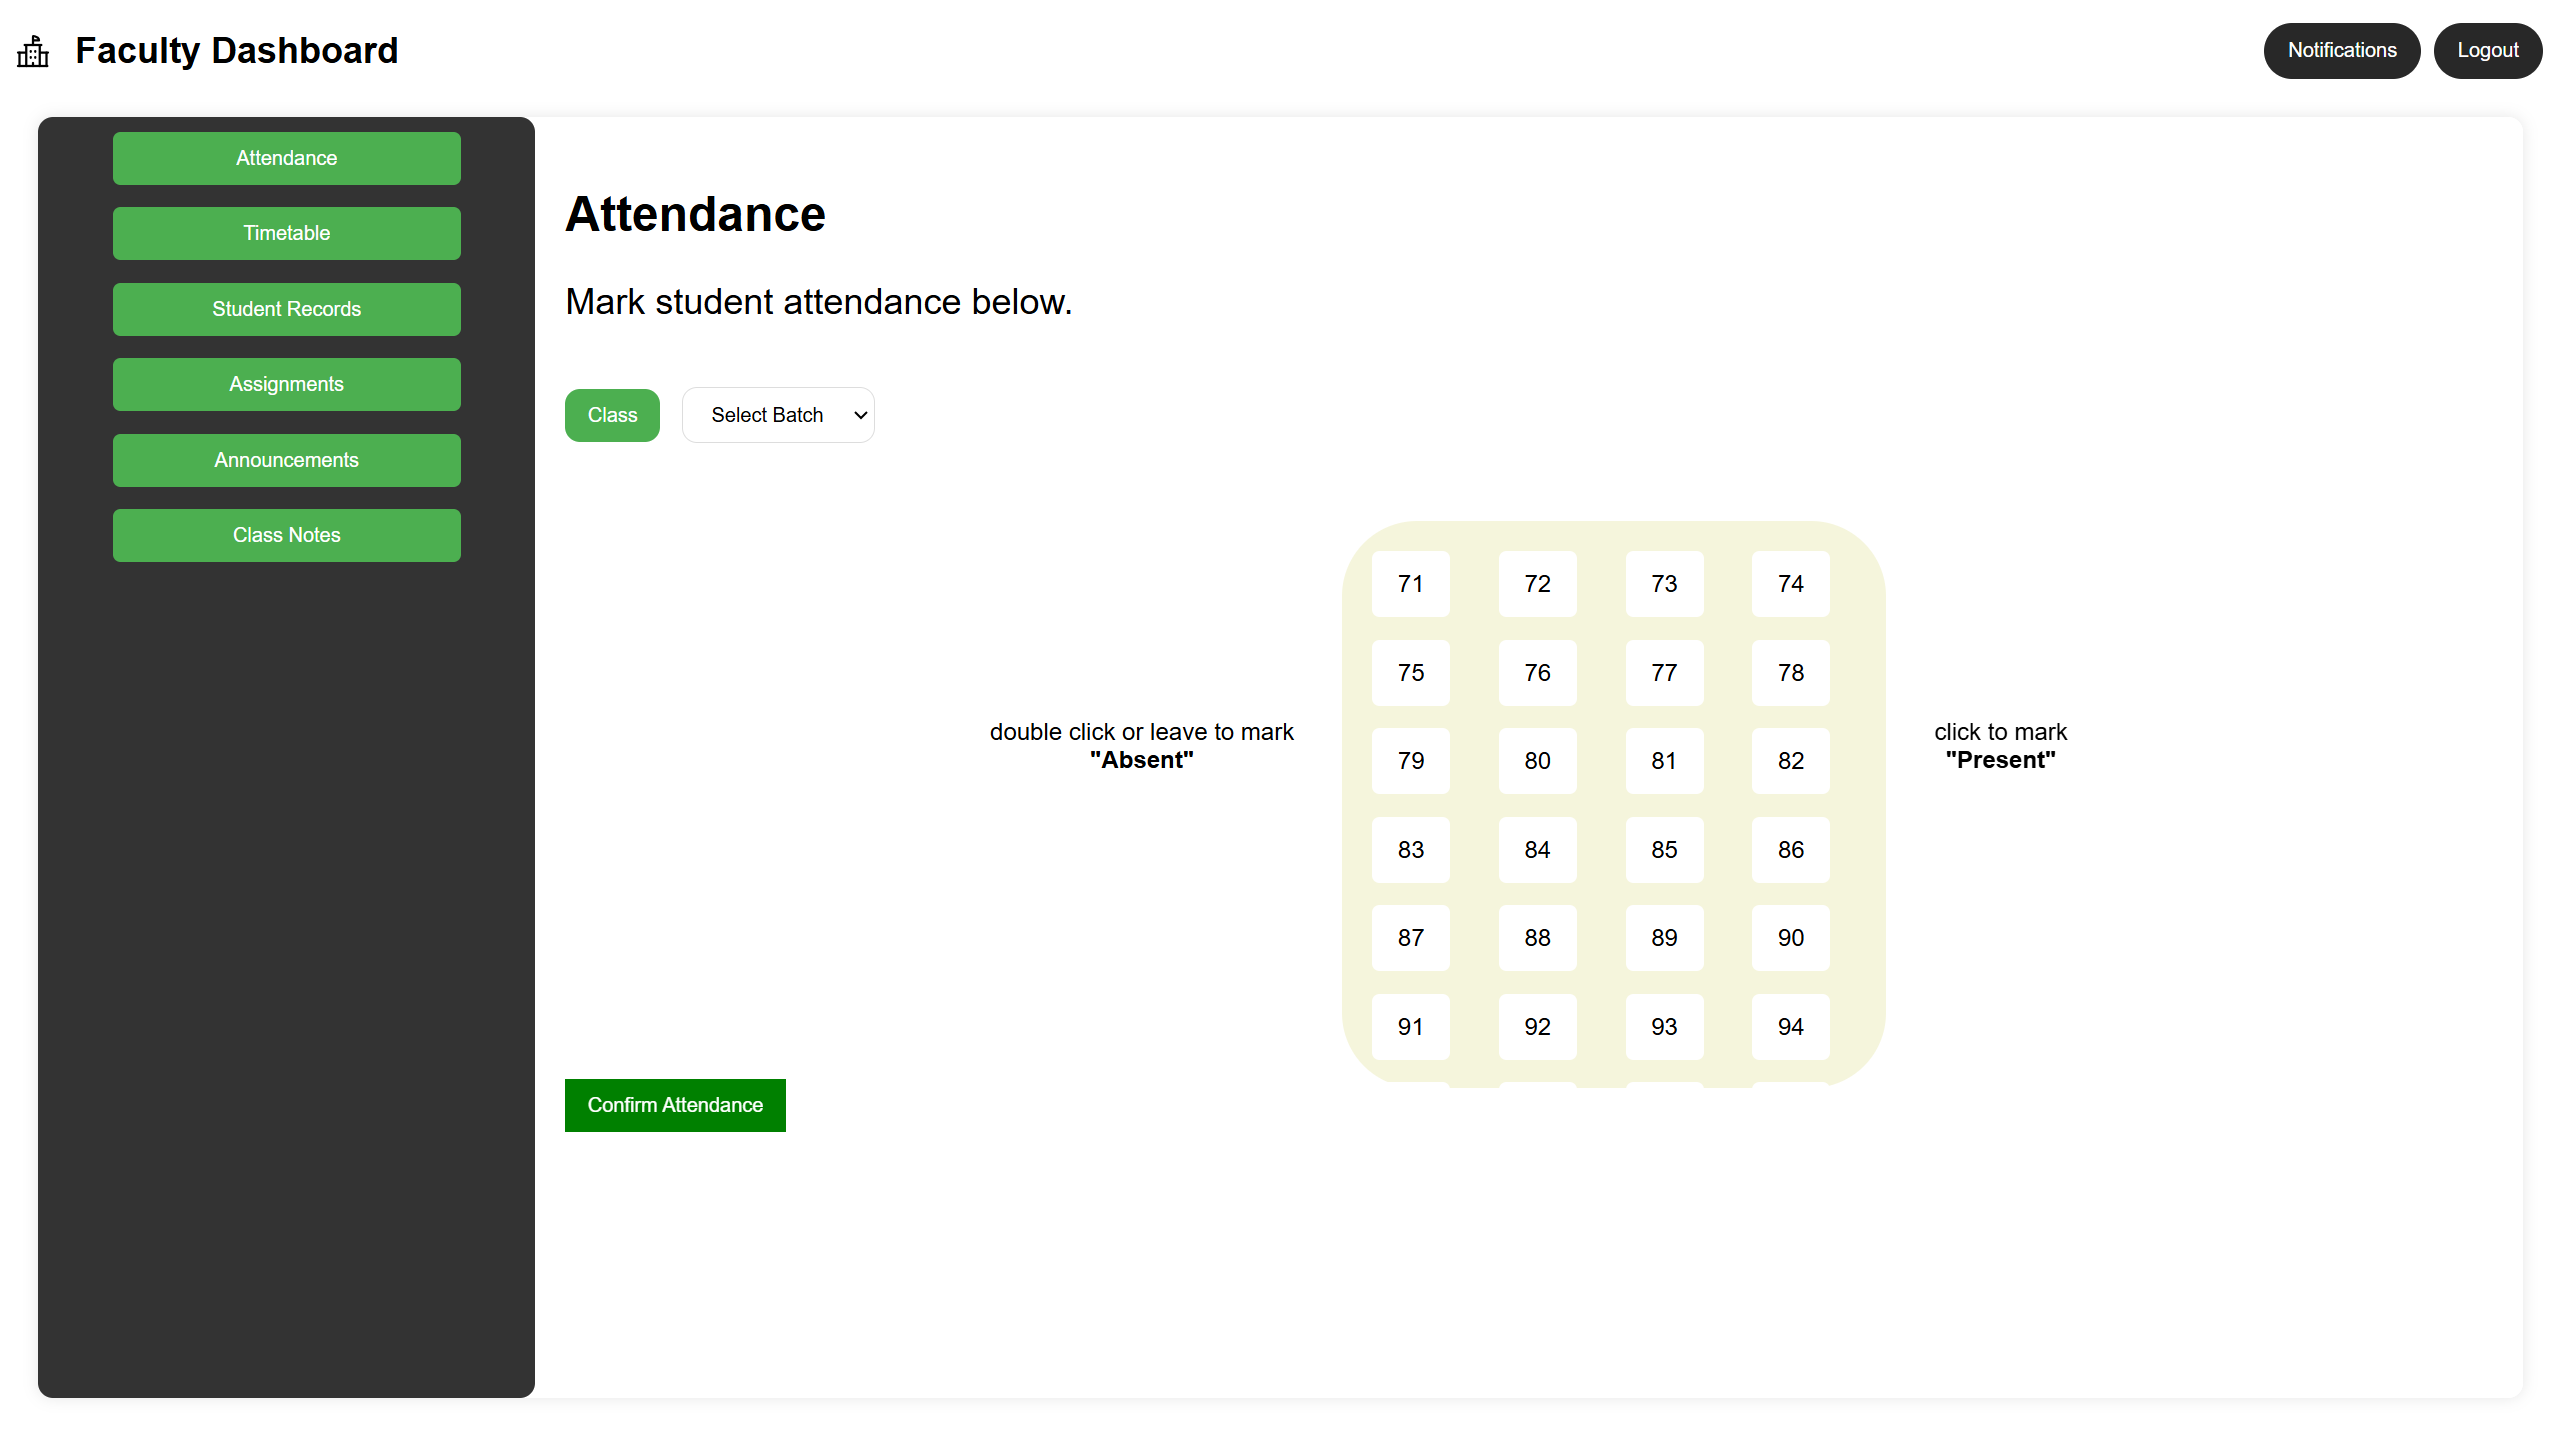 Faculty Dashboard
Notifications
Logout
Attendance
Timetable
Student Records
Assignments
Announcements
Class Notes
Attendance
Mark student attendance below.
Class
Select Batch
71 72 73 74
75 76 77 78
79 80 81 82
83 84 85 86
87 88 89 90
91 92 93 94
double click or leave to mark
"Absent"
click to mark
"Present"
Confirm Attendance